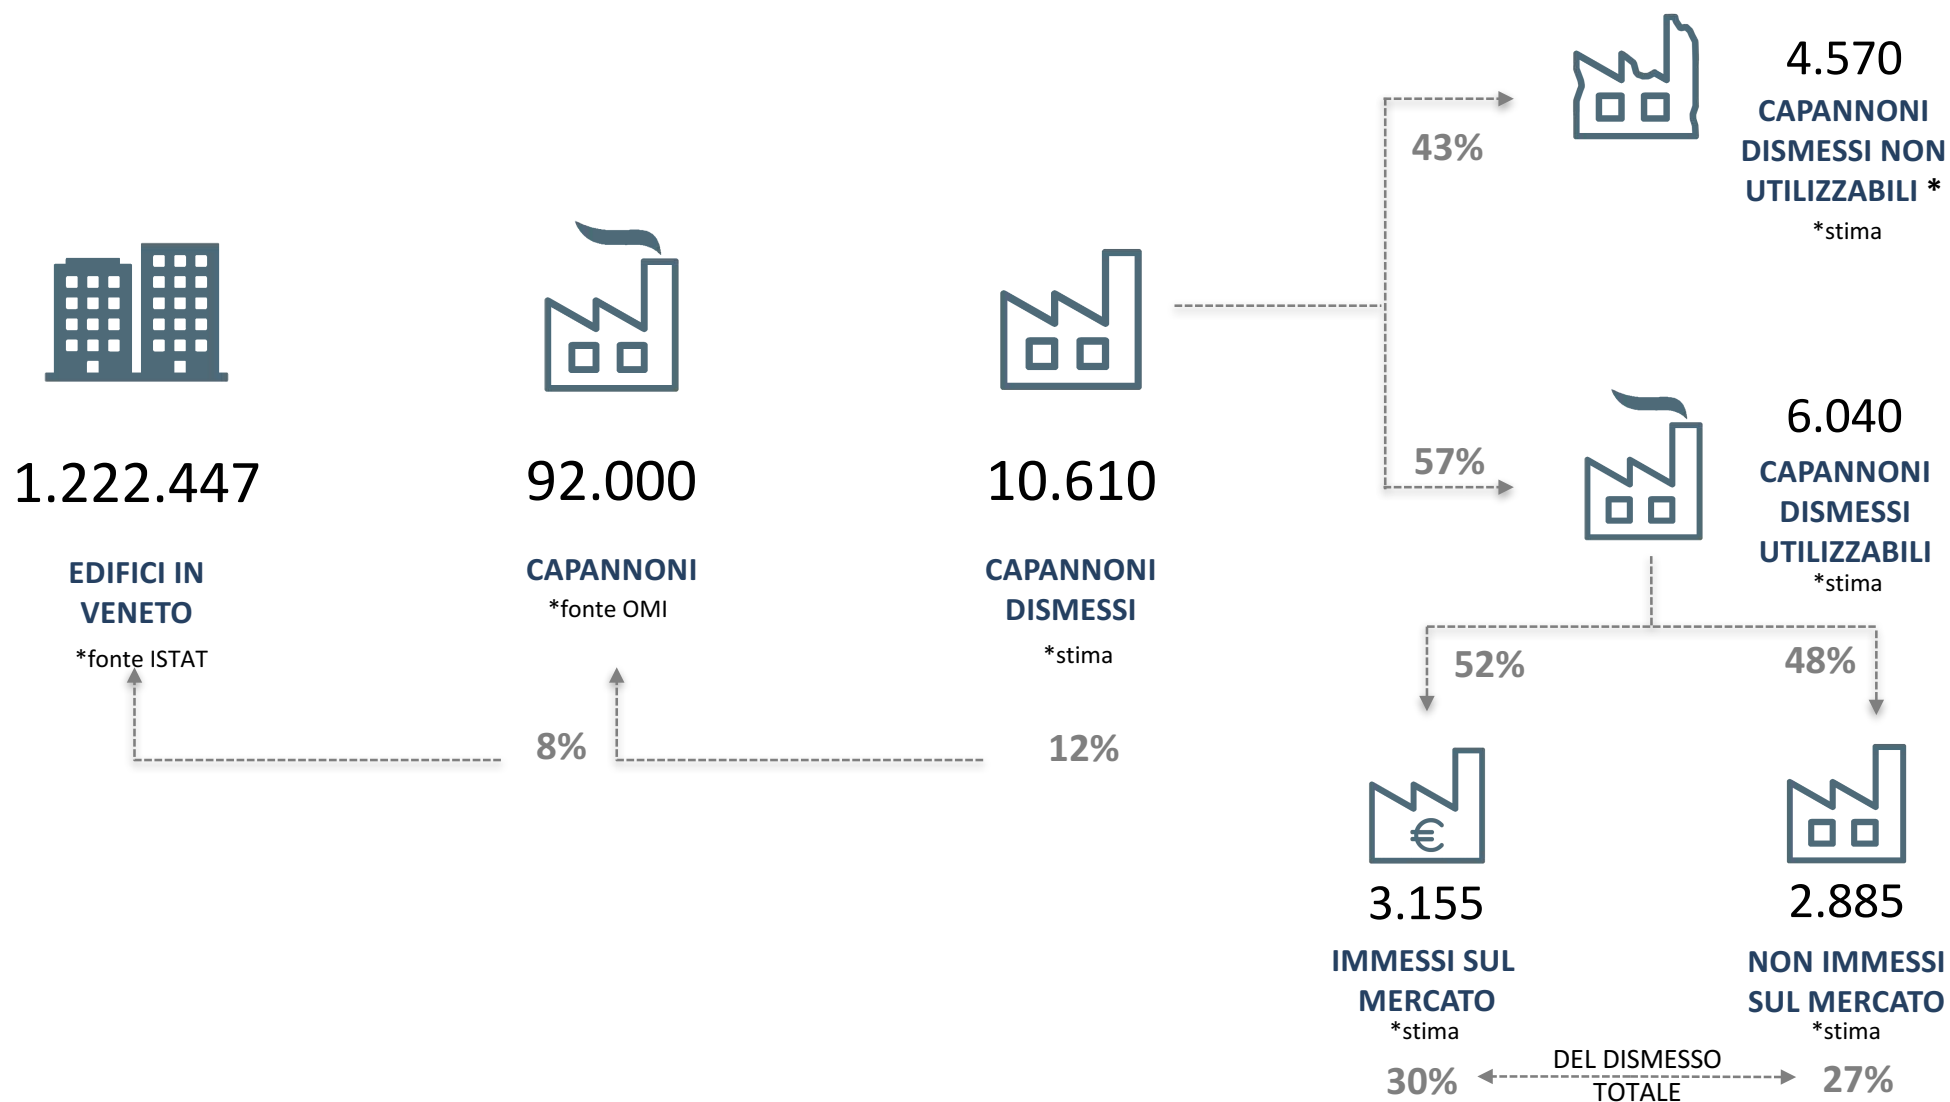 1.222.447
EDIFICI IN
VENETO
*fonte ISTAT
8%
92.000
CAPANNONI
*fonte OMI
12%
10.610
CAPANNONI
DISMESSI
*stima
43%
4.570
CAPANNONI
DISMESSI NON
UTILIZZABILI *
*stima
57%
6.040
CAPANNONI
DISMESSI
UTILIZZABILI
*stima
52%
48%
€
3.155
IMMESSI SUL
MERCATO
*stima
30%
2.885
NON IMMESSI
SUL MERCATO
*stima
27%
DEL DISMESSO
TOTALE